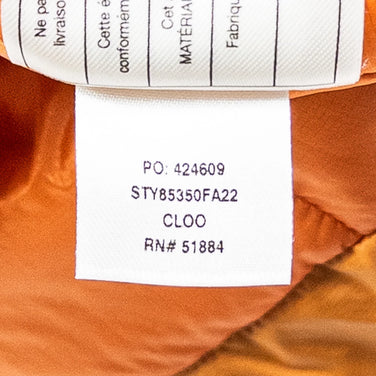 Ne pa
livraiso
Cette é
conformém
Cet
MATÉRIA
Fabriqu
PO: 424609
STY85350FA22
CLOO
RN# 51884